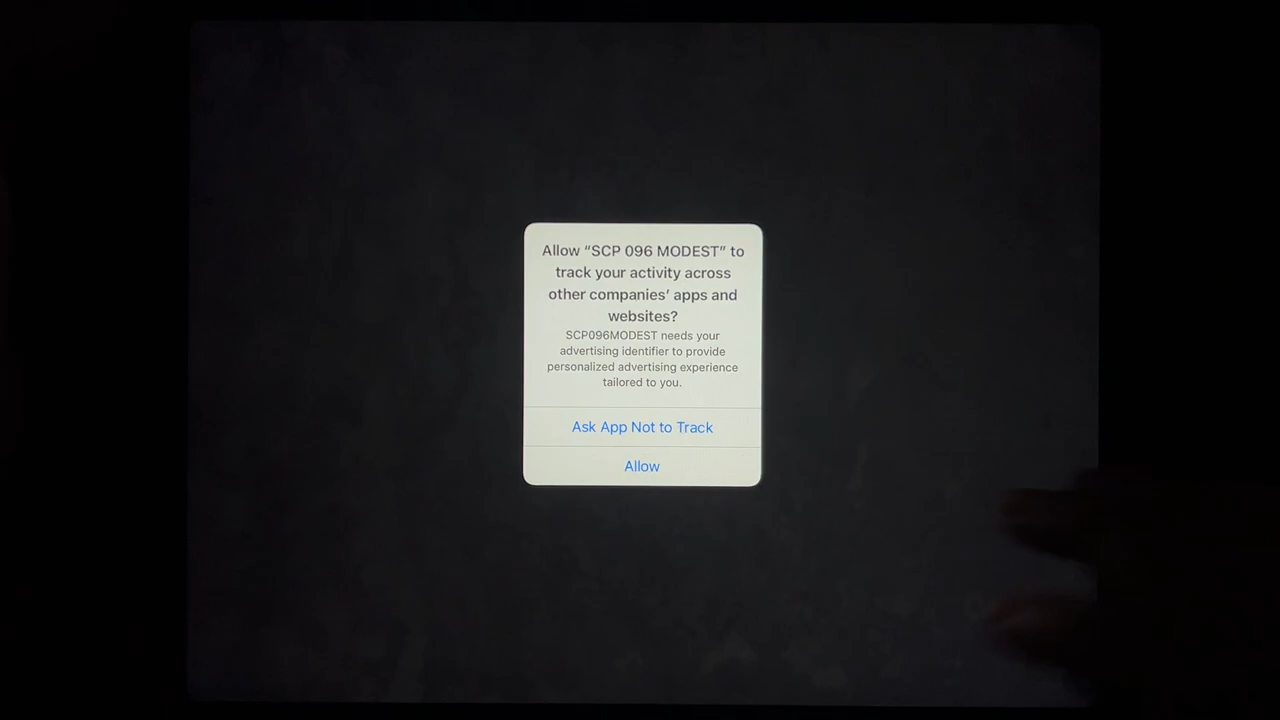 Allow “SCP 096 MODEST” to
track your activity across
other companies’ apps and
websites?
SCP096MODEST needs your
advertising identifier to provide
personalized advertising experience
tailored to you.
Ask App Not to Track
Allow